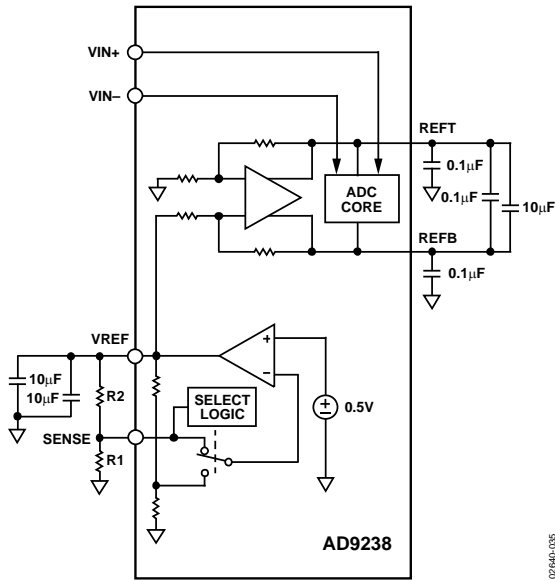 VIN+
VIN–
REFT
0.1µF
ADC
CORE
0.1µF
10µF
REFB
0.1µF
VREF
+
–
10µF
10µF
R2
SELECT
LOGIC
+
–
0.5V
SENSE
R1
AD9238
02640-035